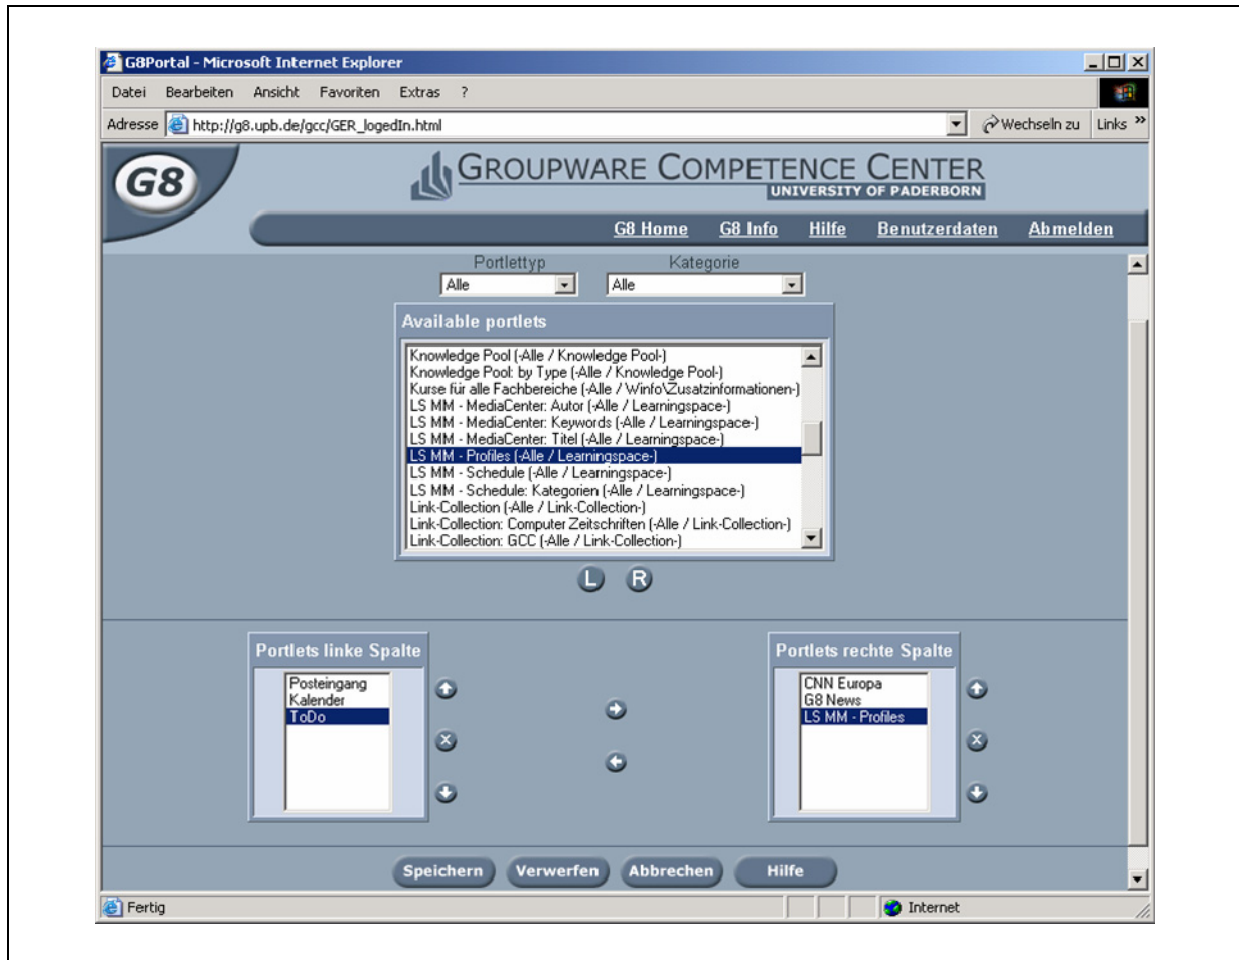 G8Portal - Microsoft Internet Explorer
Datei Bearbeiten Ansicht Favoriten Extras ?
Adresse http://g8.upb.de/gcc/GER_logedIn.html Wechseln zu Links »
G8
GROUPWARE COMPETENCE CENTER
UNIVERSITY OF PADERBORN
G8 Home G8 Info Hilfe Benutzerdaten Abmelden
Portlettyp Kategorie
Alle Alle
Available portlets
Knowledge Pool (-Alle / Knowledge Pool-)
Knowledge Pool: by Type (-Alle / Knowledge Pool-)
Kurse für alle Fachbereiche (-Alle / Winfo\Zusatzinformationen-)
LS MM - MediaCenter: Autor (-Alle / Learningspace-)
LS MM - MediaCenter: Keywords (-Alle / Learningspace-)
LS MM - MediaCenter: Titel (-Alle / Learningspace-)
LS MM - Profiles (-Alle / Learningspace-)
LS MM - Schedule (-Alle / Learningspace-)
LS MM - Schedule: Kategorien (-Alle / Learningspace-)
Link-Collection (-Alle / Link-Collection-)
Link-Collection: Computer Zeitschriften (-Alle / Link-Collection-)
Link-Collection: GCC (-Alle / Link-Collection-)
L R
Portlets linke Spalte
Posteingang
Kalender
ToDo
Portlets rechte Spalte
CNN Europa
G8 News
LS MM - Profiles
Speichern Verwerfen Abbrechen Hilfe
Fertig Internet